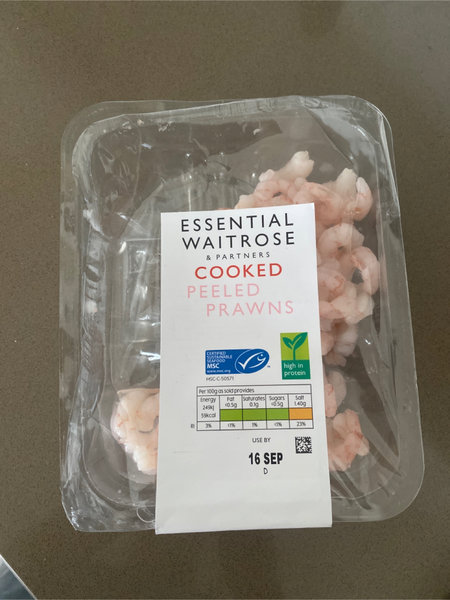 ESSENTIAL
WAITROSE
& PARTNERS
COOKED
PEELED
PRAWNS
CERTIFIED
SUSTAINABLE
SEAFOOD
MSC
www.msc.org
MSC-C-50571
high in
protein
Per 100g as sold provides
Energy Fat Saturates Sugars Salt
249kJ <0.5g 0.1g <0.5g 1.40g
59kcal
RI 3% <1% 1% <1% 23%
USE BY
16 SEP
D